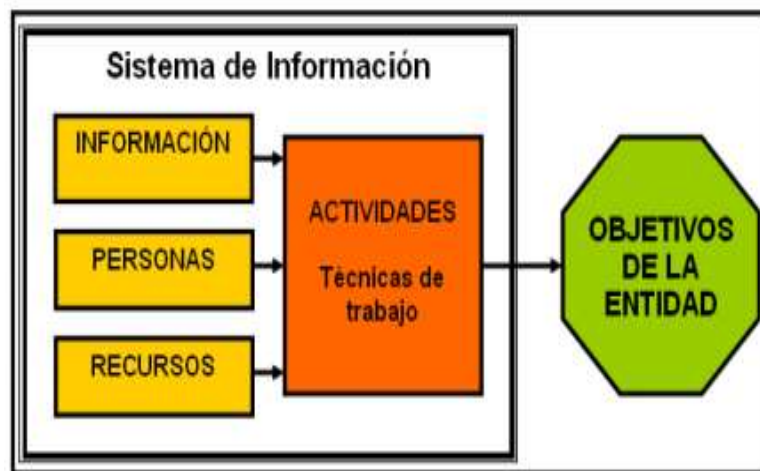 Sistema de Información
INFORMACIÓN
PERSONAS
RECURSOS
ACTIVIDADES
Técnicas de
trabajo
OBJETIVOS
DE LA
ENTIDAD